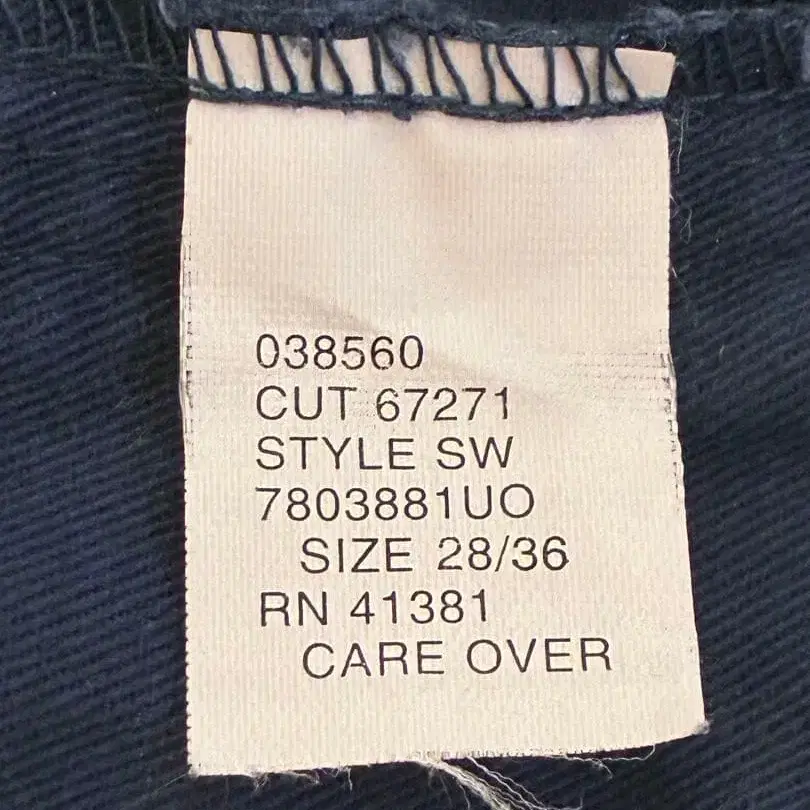 038560
CUT 67271
STYLE SW
7803881UO
SIZE 28/36
RN 41381
CARE OVER